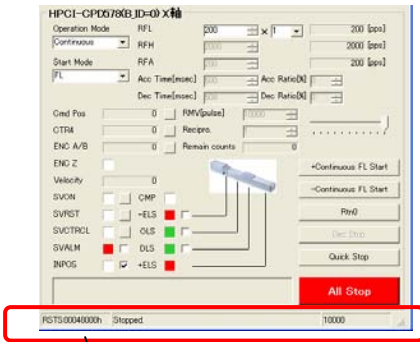 HPCI-CPD578(B_ID=0) X軸
Operation Mode RFL 200 × 1 200 [pps]
Continuous RFH 2000 [pps]
Start Mode RFA 200 [pps]
FL Acc Time[msec] Acc Ratio[%]
Dec Time[msec] Dec Ratio[%]
Cmd Pos 0 RMV[pulse] 10000
CTR4 0 Recipro.
ENC A/B 0 Remain counts 0
ENC Z
Velocity 0
+Continuous FL Start
-Continuous FL Start
SVON CMP
SVRST -ELS
Rtn0
SVCTRCL OLS
Dec Stop
SVALM DLS
INPOS +ELS
Quick Stop
All Stop
RSTS:00048000h Stopped 10000